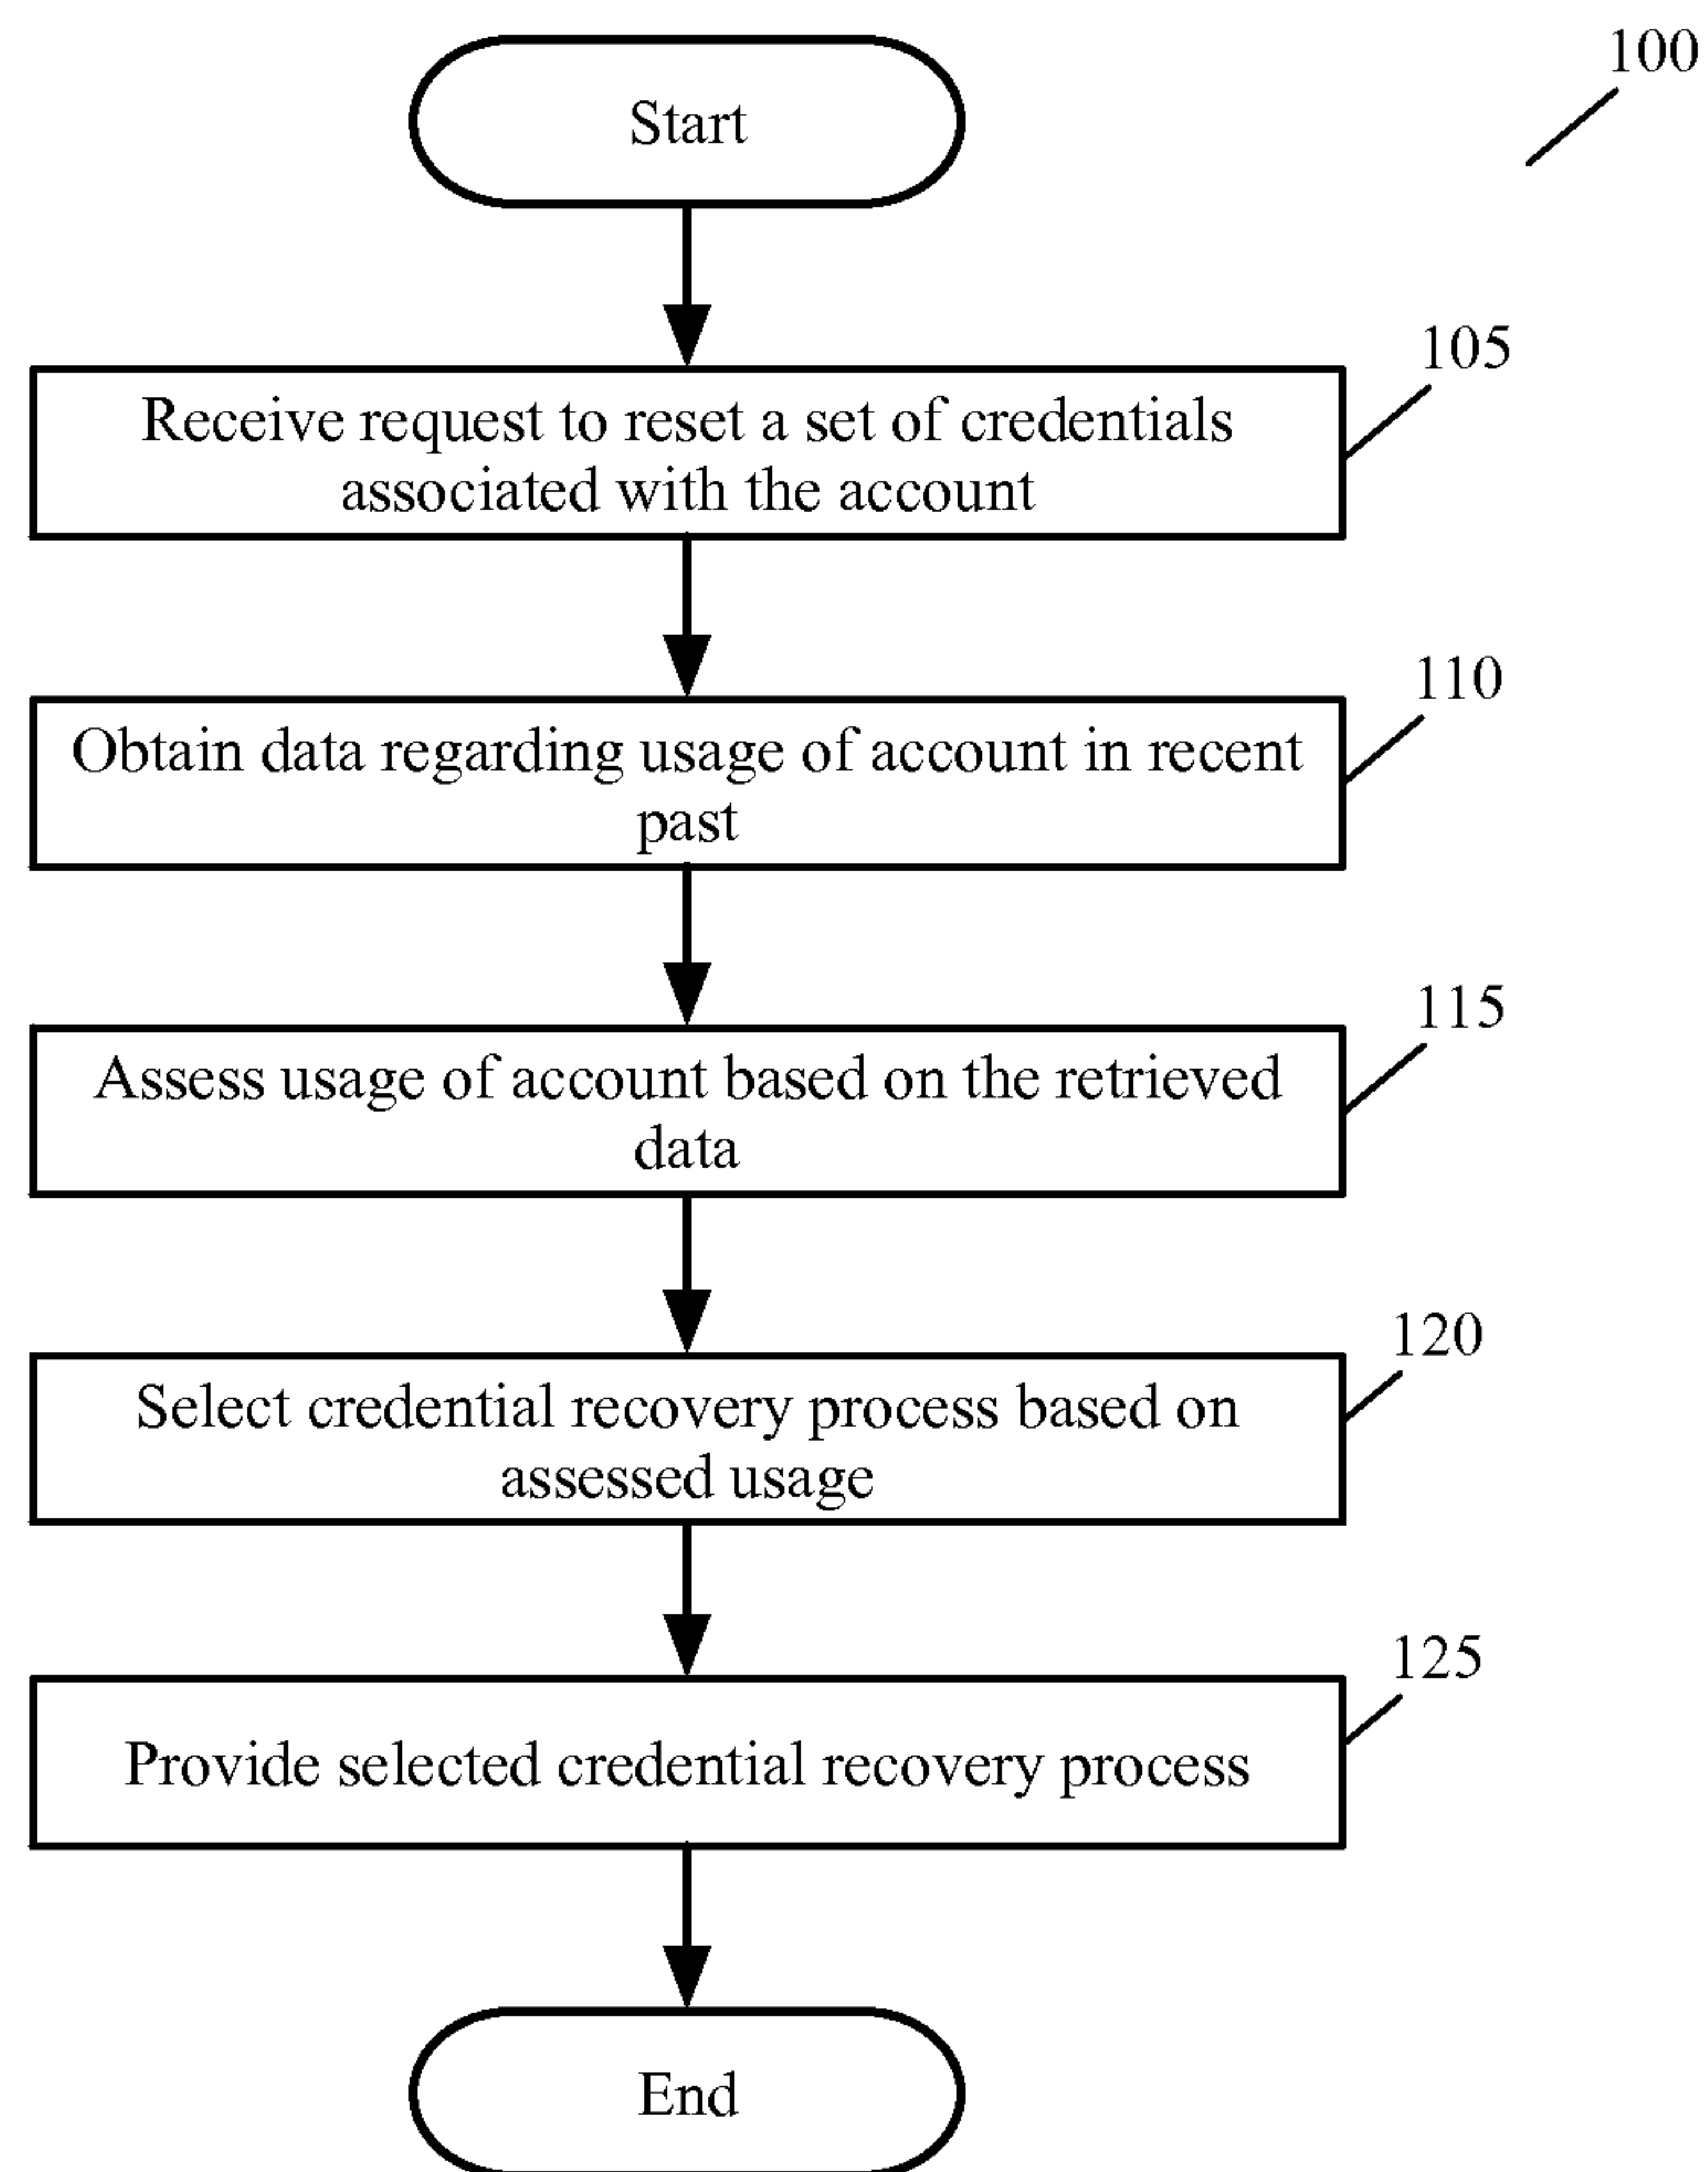 100
Start
105
Receive request to reset a set of credentials
associated with the account
110
Obtain data regarding usage of account in recent
past
115
Assess usage of account based on the retrieved
data
120
Select credential recovery process based on
assessed usage
125
Provide selected credential recovery process
End